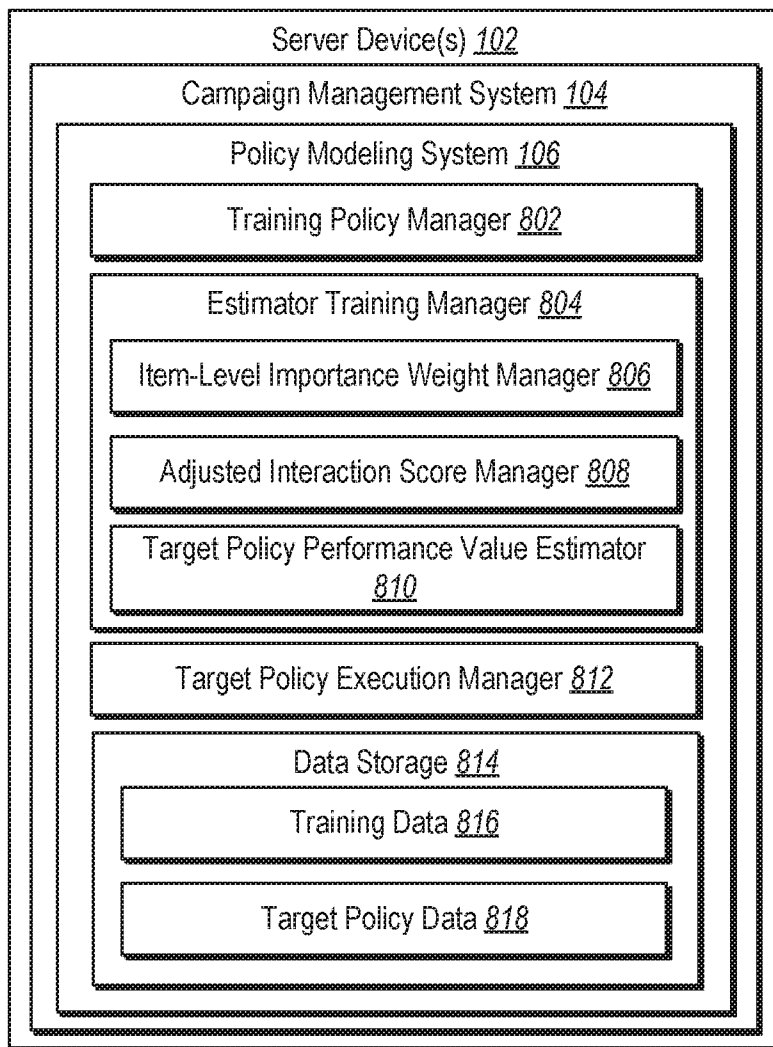 Server Device(s) 102
Campaign Management System 104
Policy Modeling System 106
Training Policy Manager 802
Estimator Training Manager 804
Item-Level Importance Weight Manager 806
Adjusted Interaction Score Manager 808
Target Policy Performance Value Estimator
810
Target Policy Execution Manager 812
Data Storage 814
Training Data 816
Target Policy Data 818